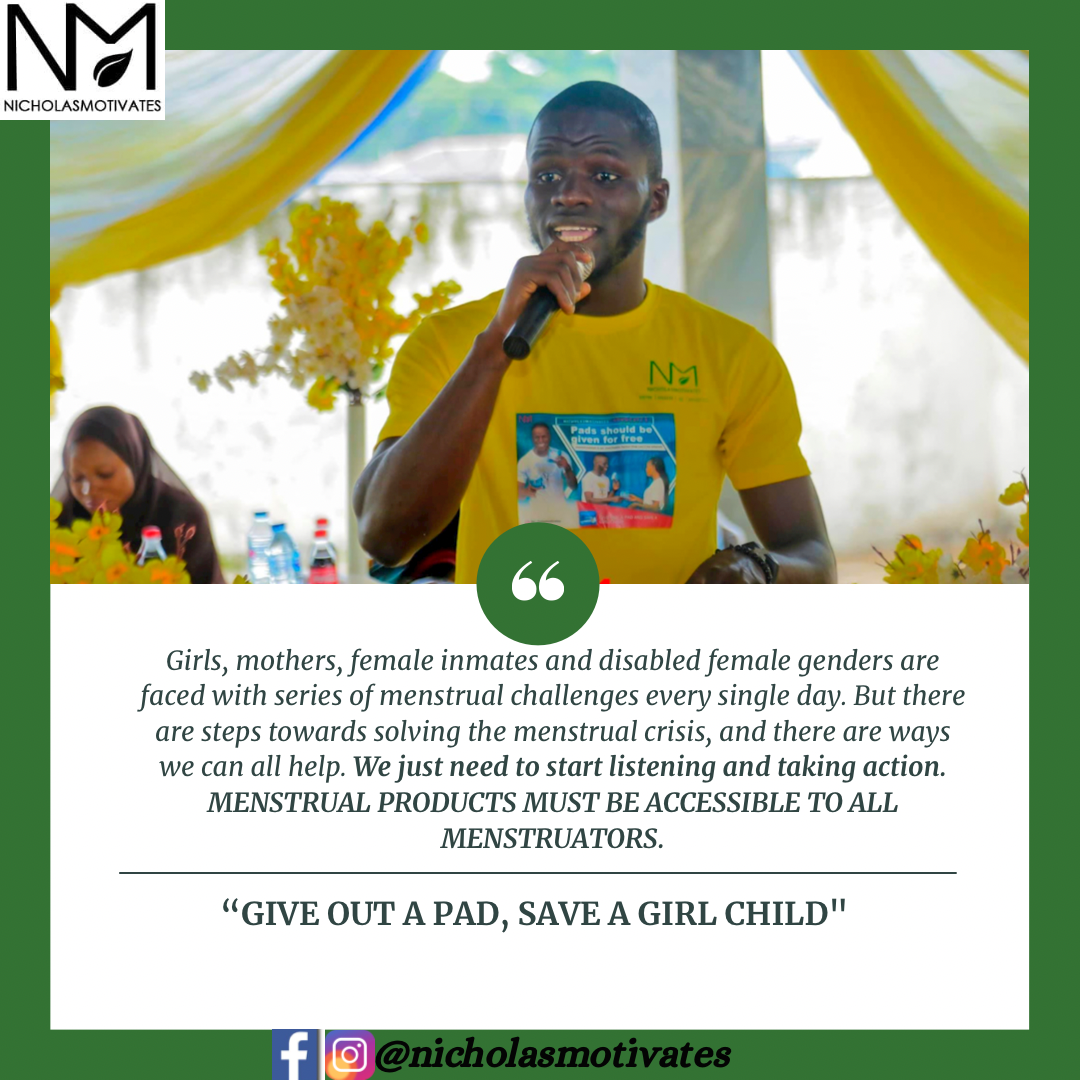 NM
NICHOLASMOTIVATES
NM
Pads should be
given for free
Girls, mothers, female inmates and disabled female genders are
faced with series of menstrual challenges every single day. But there
are steps towards solving the menstrual crisis, and there are ways
we can all help. We just need to start listening and taking action.
MENSTRUAL PRODUCTS MUST BE ACCESSIBLE TO ALL
MENSTRUATORS.
“GIVE OUT A PAD, SAVE A GIRL CHILD"
@nicholasmotivates